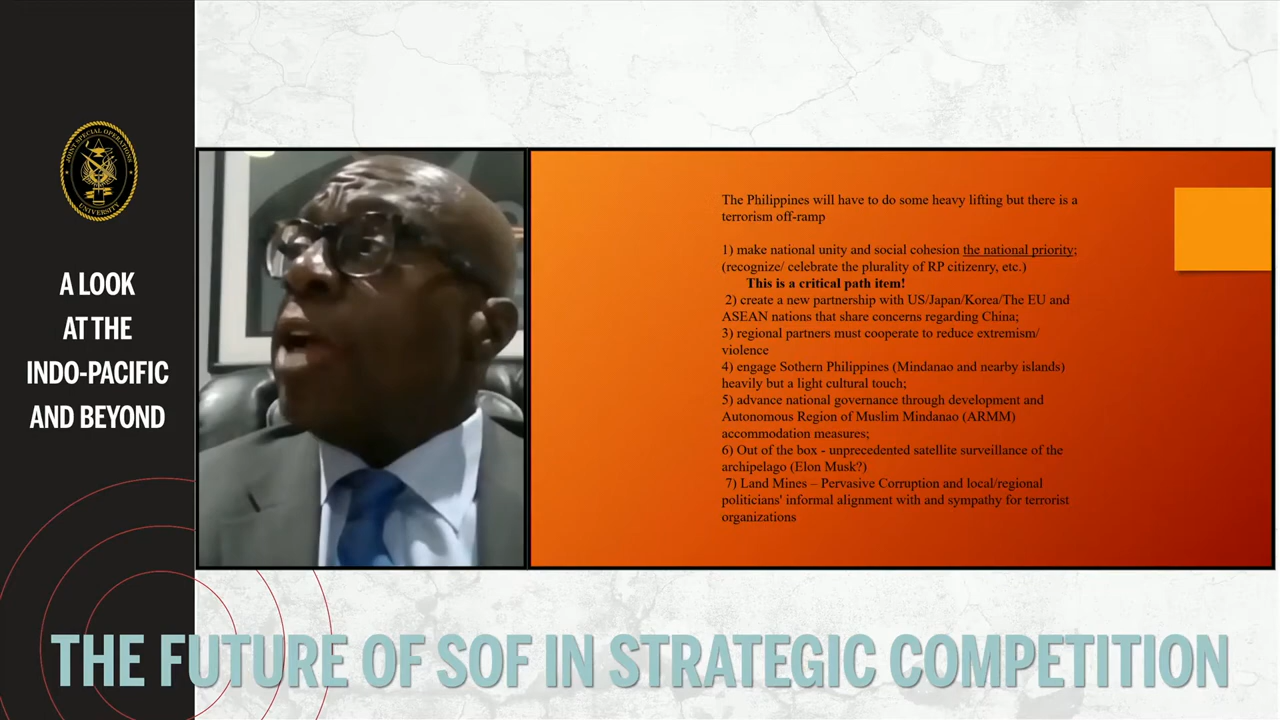 JOINT SPECIAL OPERATIONS
UNIVERSITY
A LOOK
AT THE
INDO-PACIFIC
AND BEYOND
The Philippines will have to do some heavy lifting but there is a
terrorism off-ramp
1) make national unity and social cohesion the national priority;
(recognize/ celebrate the plurality of RP citizenry, etc.)
This is a critical path item!
2) create a new partnership with US/Japan/Korea/The EU and
ASEAN nations that share concerns regarding China;
3) regional partners must cooperate to reduce extremism/
violence
4) engage Sothern Philippines (Mindanao and nearby islands)
heavily but a light cultural touch;
5) advance national governance through development and
Autonomous Region of Muslim Mindanao (ARMM)
accommodation measures;
6) Out of the box - unprecedented satellite surveillance of the
archipelago (Elon Musk?)
7) Land Mines – Pervasive Corruption and local/regional
politicians' informal alignment with and sympathy for terrorist
organizations
THE FUTURE OF SOF IN STRATEGIC COMPETITION